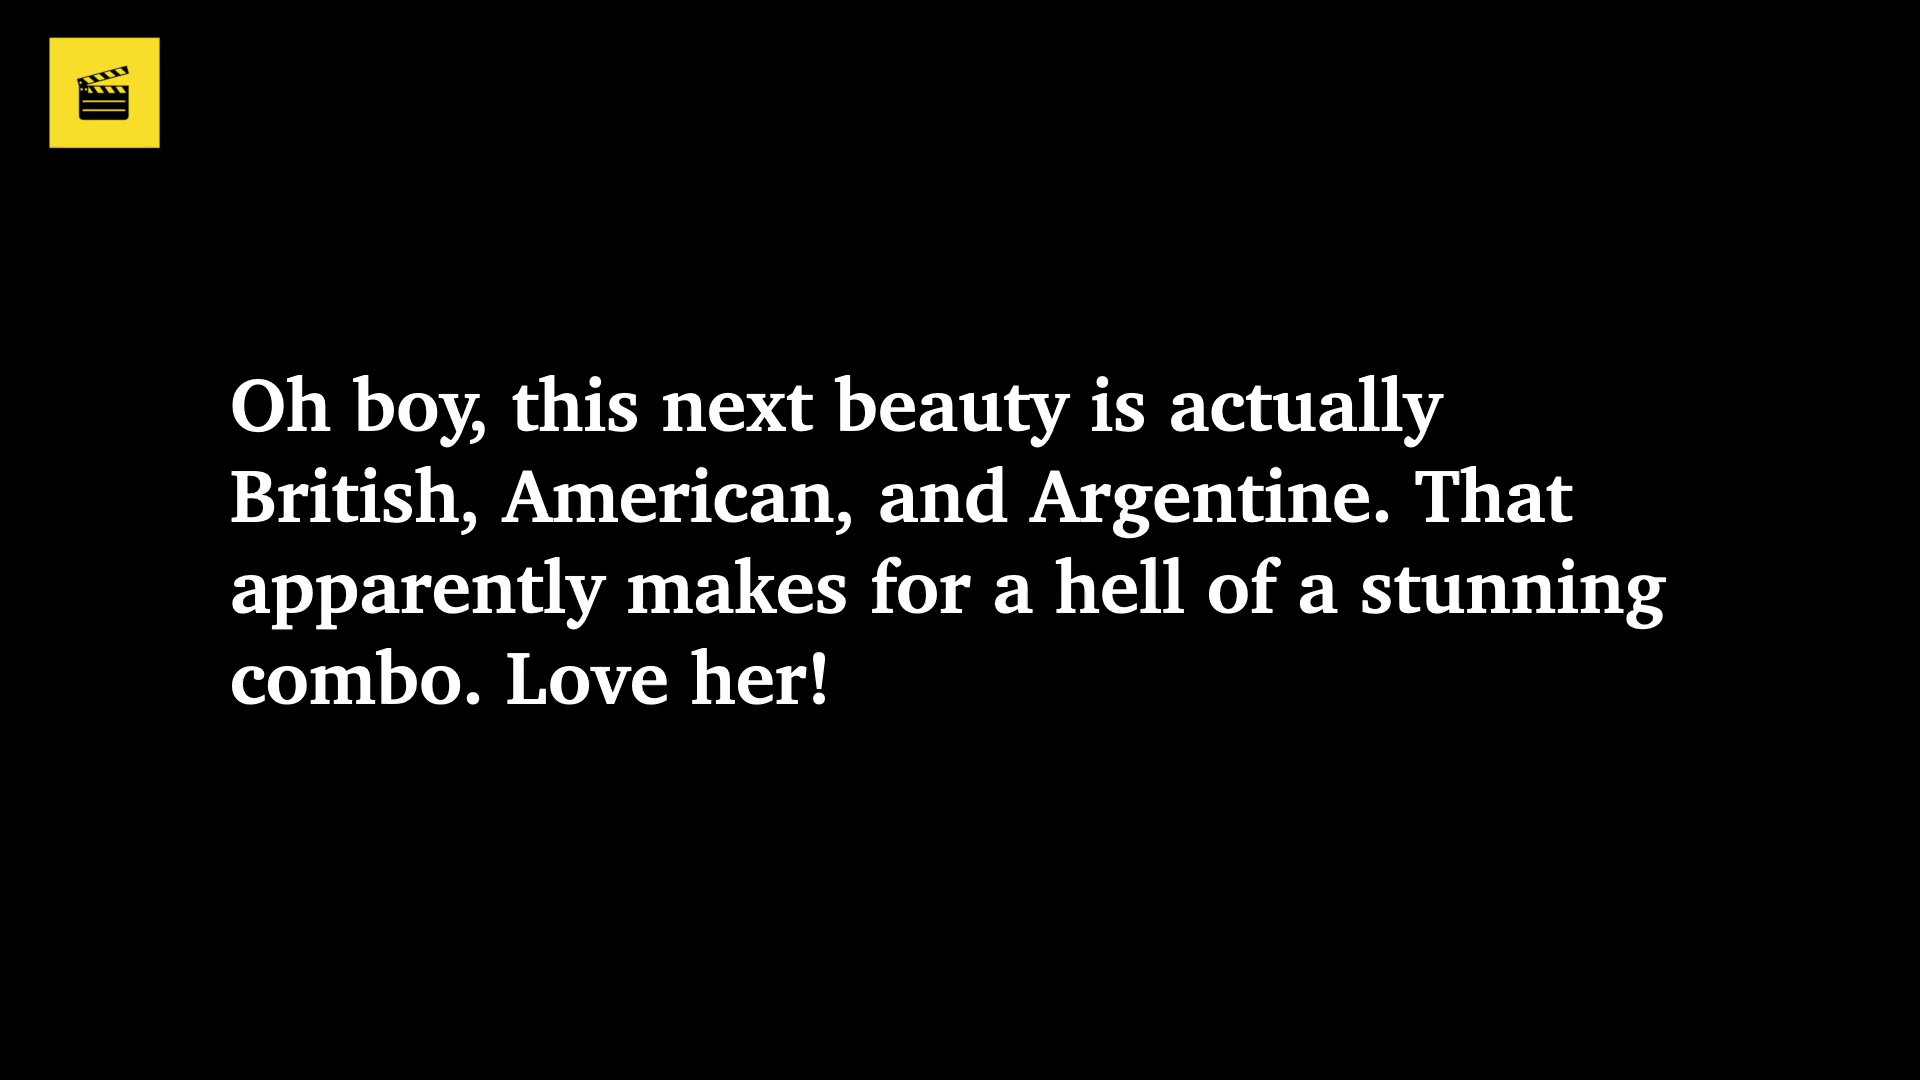 Oh boy, this next beauty is actually
British, American, and Argentine. That
apparently makes for a hell of a stunning
combo. Love her!